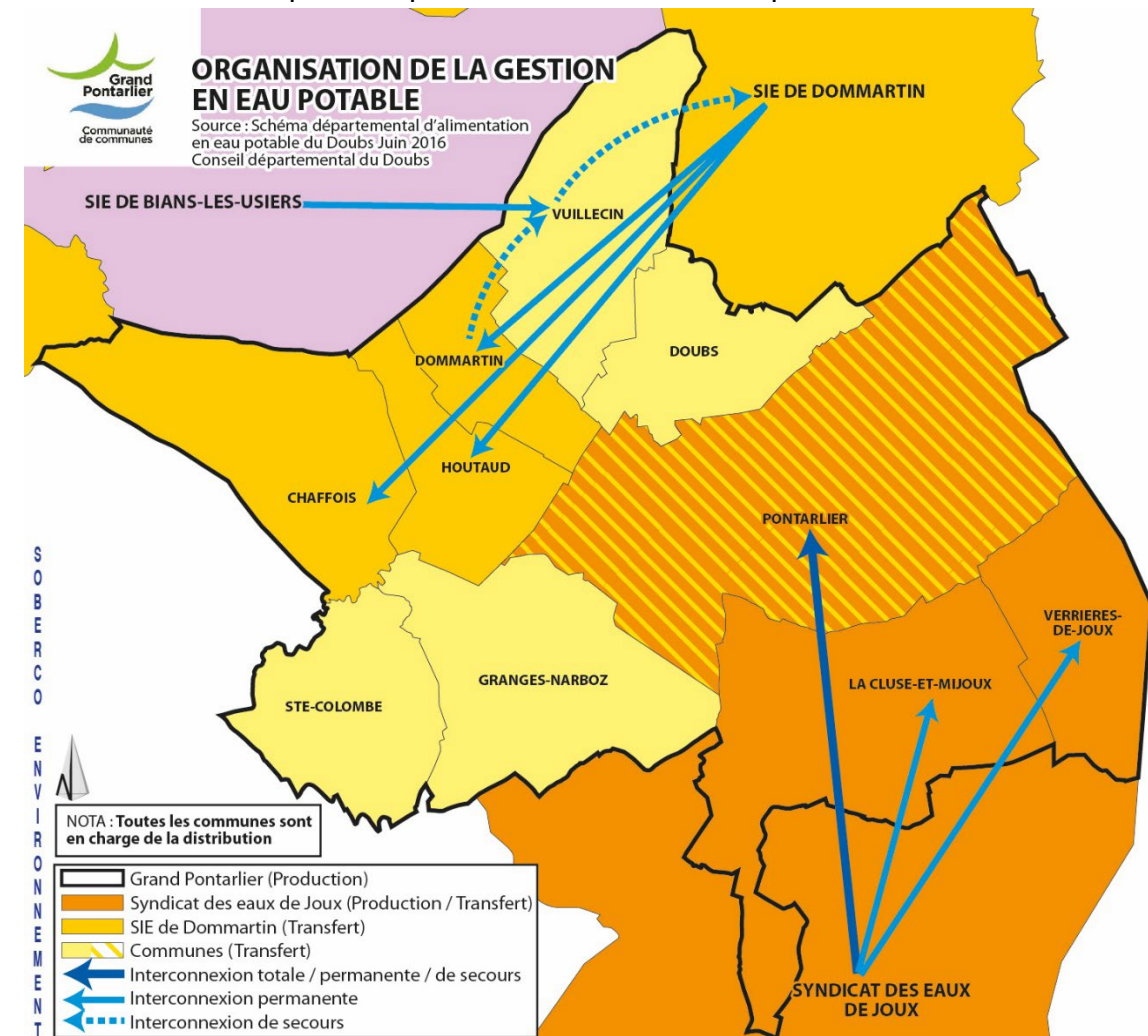 Grand
Pontarlier
Communauté
de communes
ORGANISATION DE LA GESTION
EN EAU POTABLE
Source : Schéma départemental d'alimentation
en eau potable du Doubs Juin 2016
Conseil départemental du Doubs
SIE DE DOMMARTIN
SIE DE BIANS-LES-USIERS
VUILLECIN
DOUBS
DOMMARTIN
HOUTAUD
CHAFFOIS
PONTARLIER
VERRIERES-
DE-JOUX
LA CLUSE-ET-MIJOUX
GRANGES-NARBOZ
STE-COLOMBE
SOBERCO ENVIRONNEMENT
N
NOTA : Toutes les communes sont
en charge de la distribution
Grand Pontarlier (Production)
Syndicat des eaux de Joux (Production / Transfert)
SIE de Dommartin (Transfert)
Communes (Transfert)
Interconnexion totale / permanente / de secours
Interconnexion permanente
Interconnexion de secours
SYNDICAT DES EAUX
DE JOUX